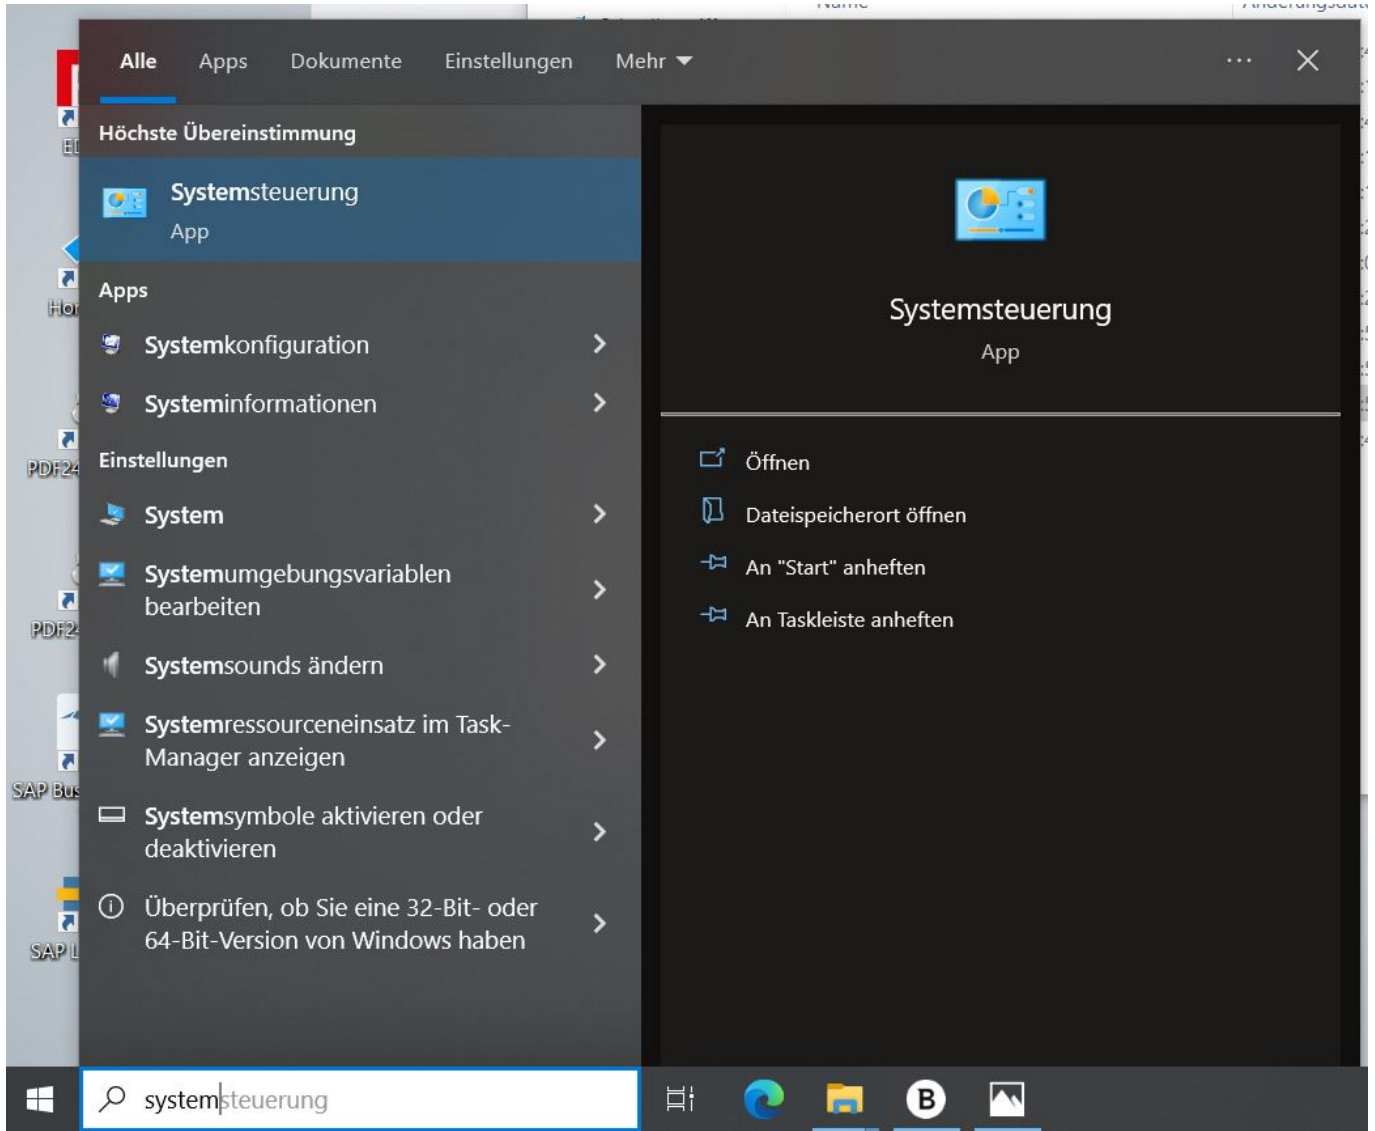 Alle Apps Dokumente Einstellungen Mehr
Höchste Übereinstimmung
Systemsteuerung
App
Apps
Systemkonfiguration
Systeminformationen
Einstellungen
System
Systemumgebungsvariablen
bearbeiten
Systemsounds ändern
Systemressourceneinsatz im Task-
Manager anzeigen
Systemsymbole aktivieren oder
deaktivieren
Überprüfen, ob Sie eine 32-Bit- oder
64-Bit-Version von Windows haben
Systemsteuerung
App
Öffnen
Dateispeicherort öffnen
An "Start" anheften
An Taskleiste anheften
PDF24
SAP Bus
SAP L
systemsteuerung
B